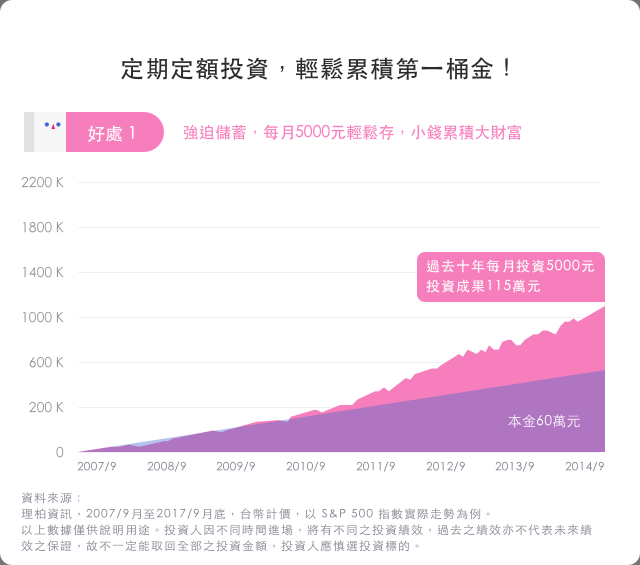 定期定額投資，輕鬆累積第一桶金！
好處 1
強迫儲蓄，每月5000元輕鬆存，小錢累積大財富
2200 K
1800 K
1400 K
1000 K
600 K
200 K
0
過去十年每月投資5000元
投資成果115萬元
本金60萬元
2007/9 2008/9 2009/9 2010/9 2011/9 2012/9 2013/9 2014/9
資料來源：
理柏資訊，2007/9月至2017/9月底，台幣計價，以 S&P 500 指數實際走勢為例。
以上數據僅供說明用途。投資人因不同時間進場，將有不同之投資績效，過去之績效亦不代表未來績
效之保證，故不一定能取回全部之投資金額，投資人應慎選投資標的。